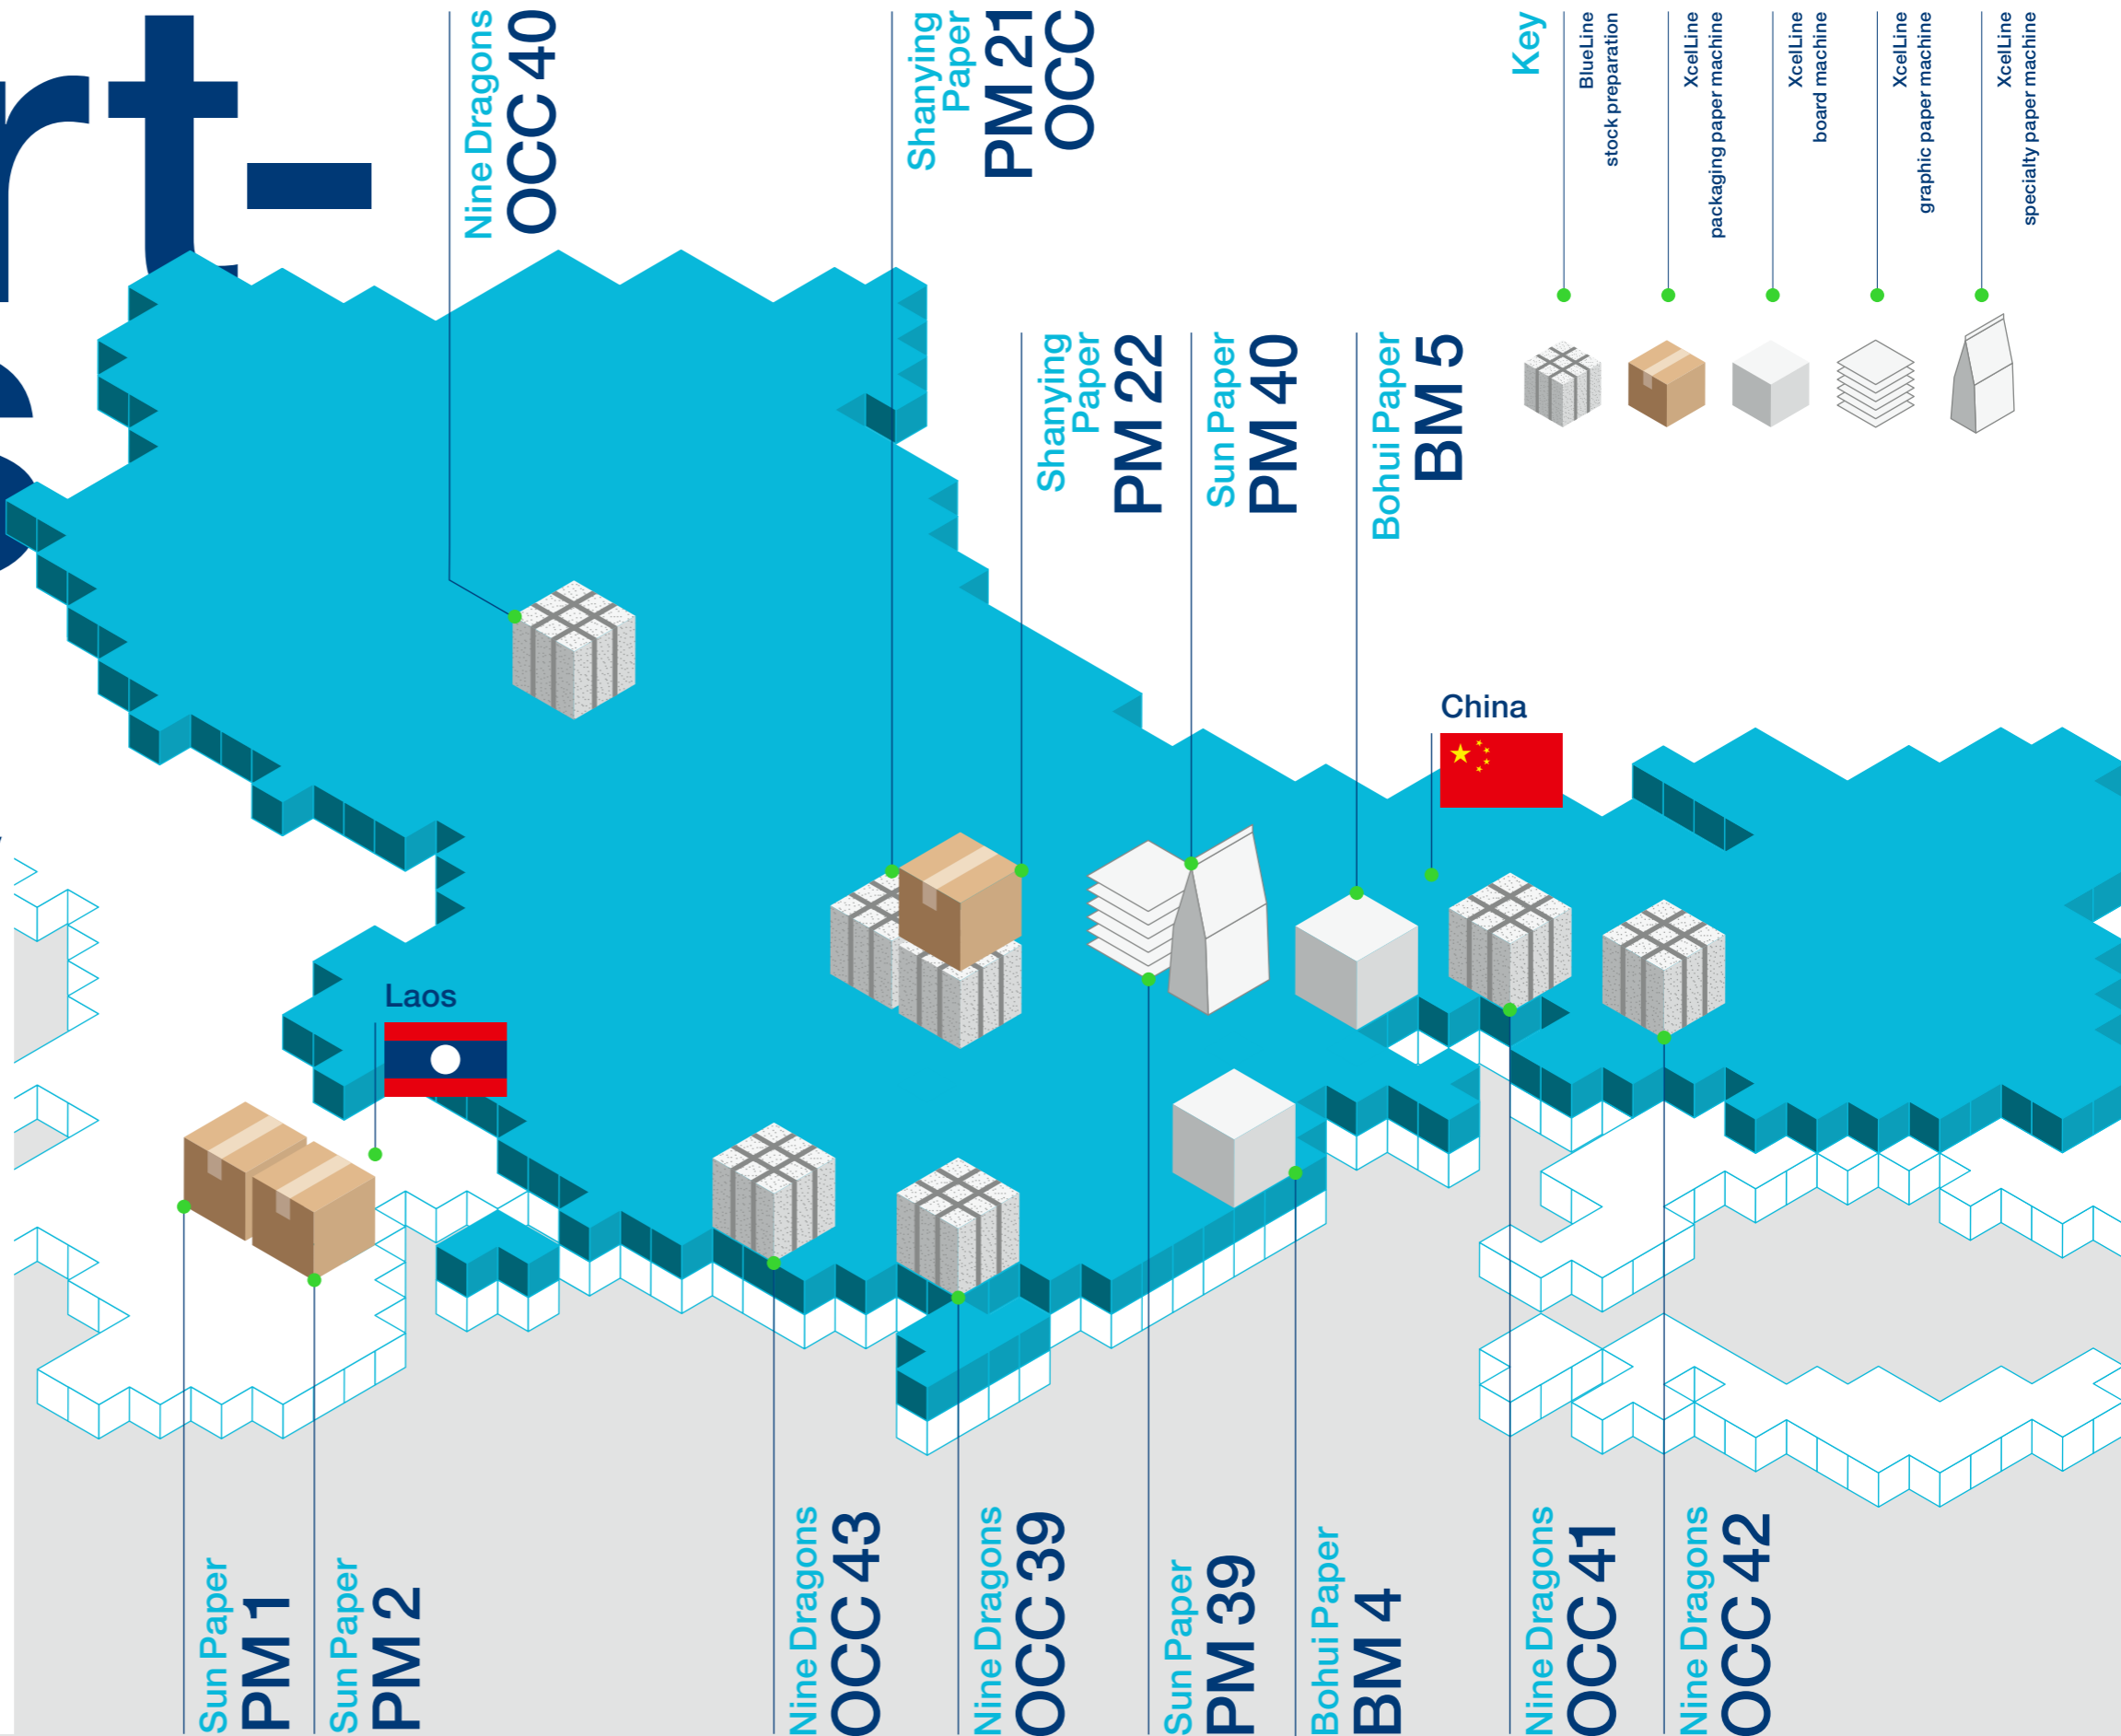 rt-
Nine Dragons
OCC 40
Shanying
Paper
PM 21
OCC
Key
BlueLine
stock preparation
XcelLine
packaging paper machine
XcelLine
board machine
XcelLine
graphic paper machine
XcelLine
specialty paper machine
Shanying
Paper
PM 22
Sun Paper
PM 40
Bohui Paper
BM 5
China
Laos
Sun Paper
PM 1
Sun Paper
PM 2
Nine Dragons
OCC 43
Nine Dragons
OCC 39
Sun Paper
PM 39
Bohui Paper
BM 4
Nine Dragons
OCC 41
Nine Dragons
OCC 42